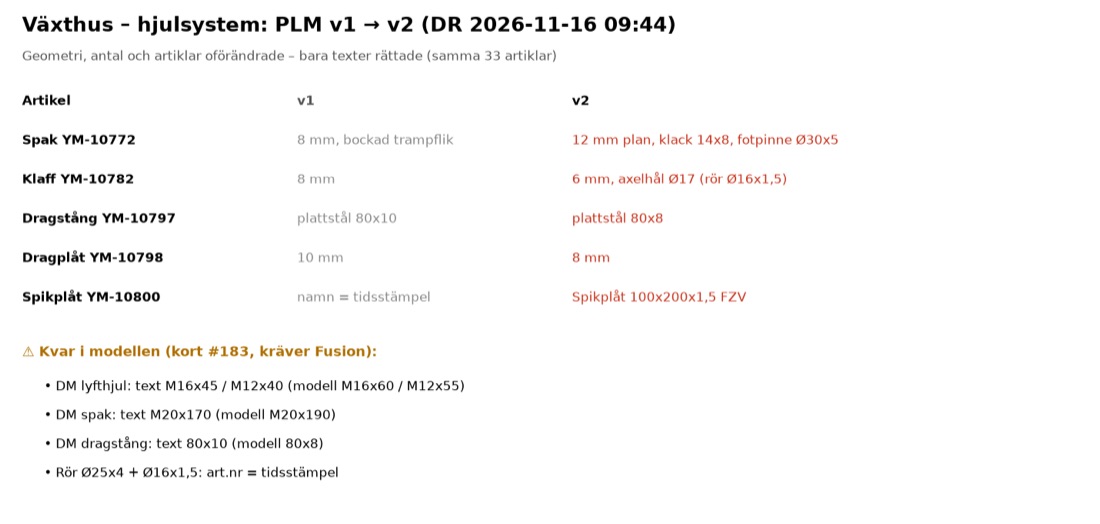 Växthus – hjulsystem: PLM v1 → v2 (DR 2026-11-16 09:44)
Geometri, antal och artiklar oförändrade – bara texter rättade (samma 33 artiklar)
Artikel v1 v2
Spak YM-10772 8 mm, bockad trampflik 12 mm plan, klack 14x8, fotpinne Ø30x5
Klaff YM-10782 8 mm 6 mm, axelhål Ø17 (rör Ø16x1,5)
Dragstång YM-10797 plattstål 80x10 plattstål 80x8
Dragplåt YM-10798 10 mm 8 mm
Spikplåt YM-10800 namn = tidsstämpel Spikplåt 100x200x1,5 FZV
⚠ Kvar i modellen (kort #183, kräver Fusion):
• DM lyfthjul: text M16x45 / M12x40 (modell M16x60 / M12x55)
• DM spak: text M20x170 (modell M20x190)
• DM dragstång: text 80x10 (modell 80x8)
• Rör Ø25x4 + Ø16x1,5: art.nr = tidsstämpel